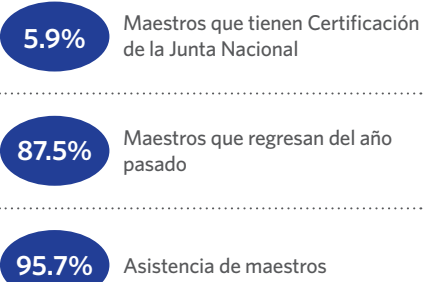 5.9%
Maestros que tienen Certificación
de la Junta Nacional
87.5%
Maestros que regresan del año
pasado
95.7%
Asistencia de maestros